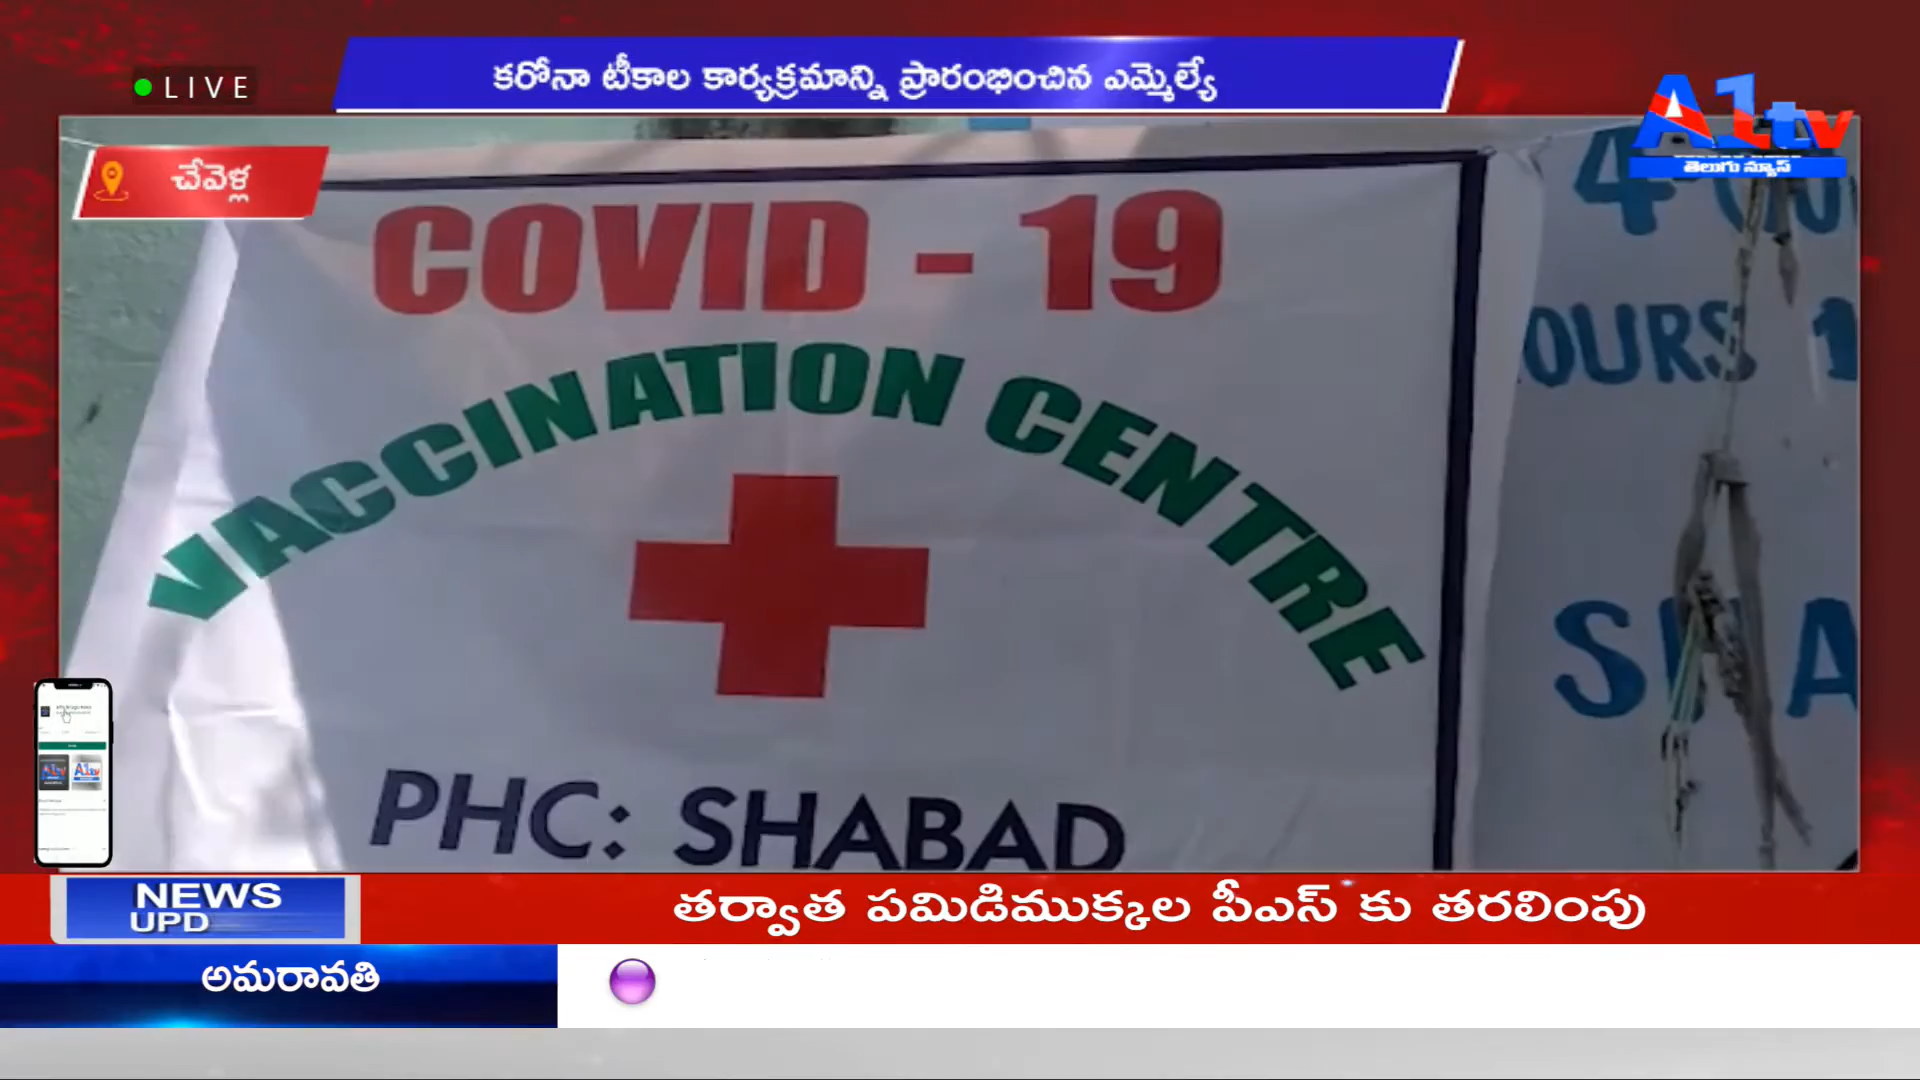 LIVE
కరోనా టీకాల కార్యక్రమాన్ని ప్రారంభించిన ఎమ్మెల్యే
A1tv
తెలుగు న్యూస్
చేవెళ్ల
COVID - 19
VACCINATION CENTRE
PHC: SHABAD
OURS
NEWS
UPD
తర్వాత పమిడిముక్కల పీఎస్ కు తరలింపు
అమరావతి